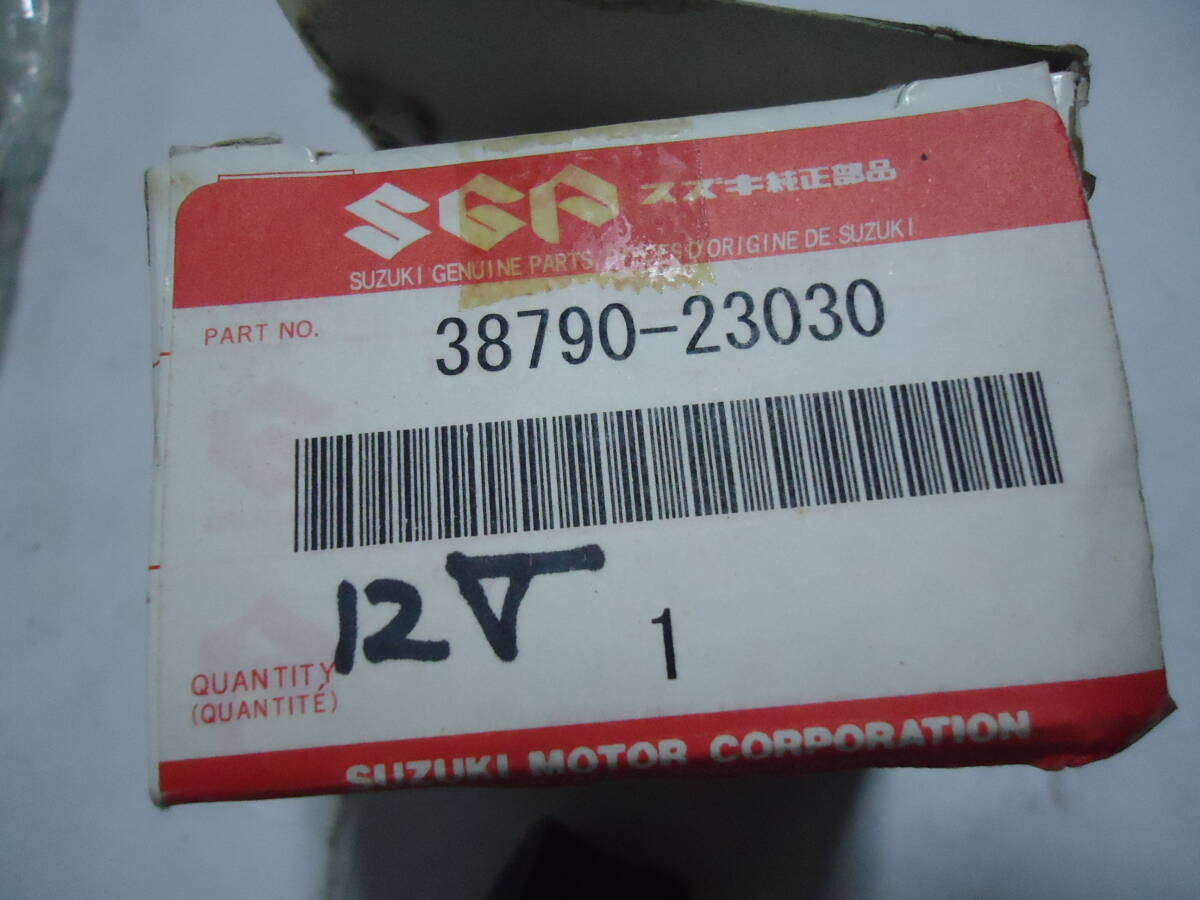 SGP スズキ純正部品
SUZUKI GENUINE PARTS PIECES D'ORIGINE DE SUZUKI
PART NO. 38790-23030
12V
QUANTITY 1
(QUANTITÉ)
SUZUKI MOTOR CORPORATION